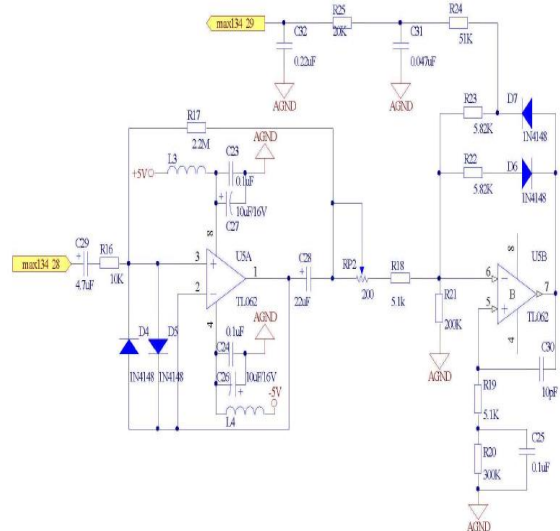 max134 29
R25
20K
R24
51K
C32
0.22uF
C31
0.047uF
AGND
AGND
R23
5.82K
D7
1N4148
R22
5.82K
D6
1N4148
R17
2.2M
AGND
+5V
L3
C23
0.1uF
C27
10uF/16V
max134 28
C29
4.7uF
R16
10K
8
3
2
1
4
U5A
TL062
C28
22uF
RP2
200
R18
5.1k
R21
200K
AGND
8
6
5
7
4
B
U5B
TL062
D4
1N4148
D5
1N4148
0.1uF
C24
AGND
C26
10uF/16V
-5V
L4
C30
10pF
R19
5.1K
R20
300K
C25
0.1uF
AGND